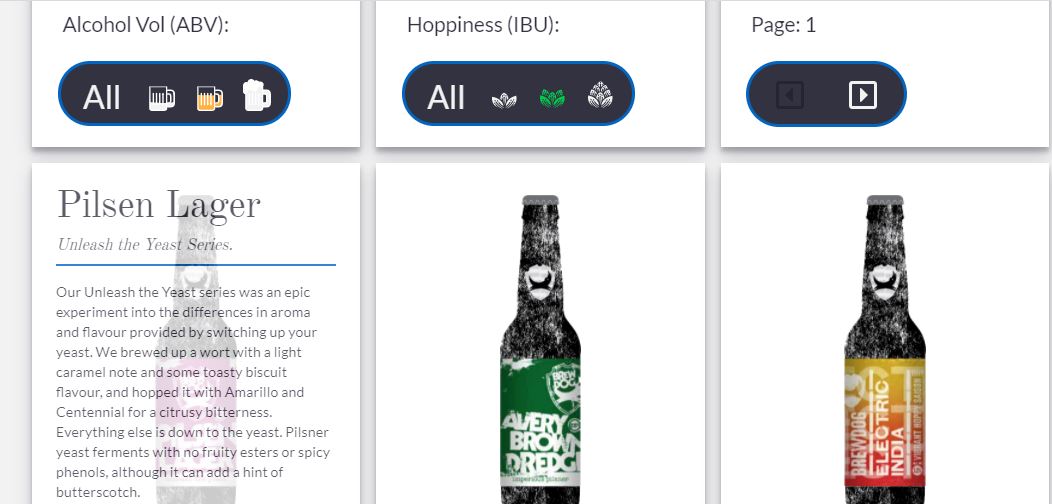 Alcohol Vol (ABV):
Hoppiness (IBU):
Page: 1
All
All
Pilsen Lager
Unleash the Yeast Series.
Our Unleash the Yeast series was an epic
experiment into the differences in aroma
and flavour provided by switching up your
yeast. We brewed up a wort with a light
caramel note and some toasty biscuit
flavour, and hopped it with Amarillo and
Centennial for a citrusy bitterness.
Everything else is down to the yeast. Pilsner
yeast ferments with no fruity esters or spicy
phenols, although it can add a hint of
butterscotch.
BREW
DOG
AVERY
BROWN
DREDGE
imperious pilsner
BREWDOG
ELECTRIC
INDIA
VIBRANT HOPPY SAISON